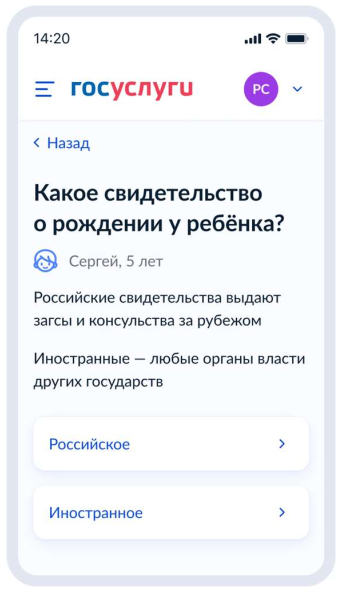 14:20
госуслуги
РС
Назад
Какое свидетельство
о рождении у ребёнка?
Сергей, 5 лет
Российские свидетельства выдают
загсы и консульства за рубежом
Иностранные — любые органы власти
других государств
Российское
Иностранное